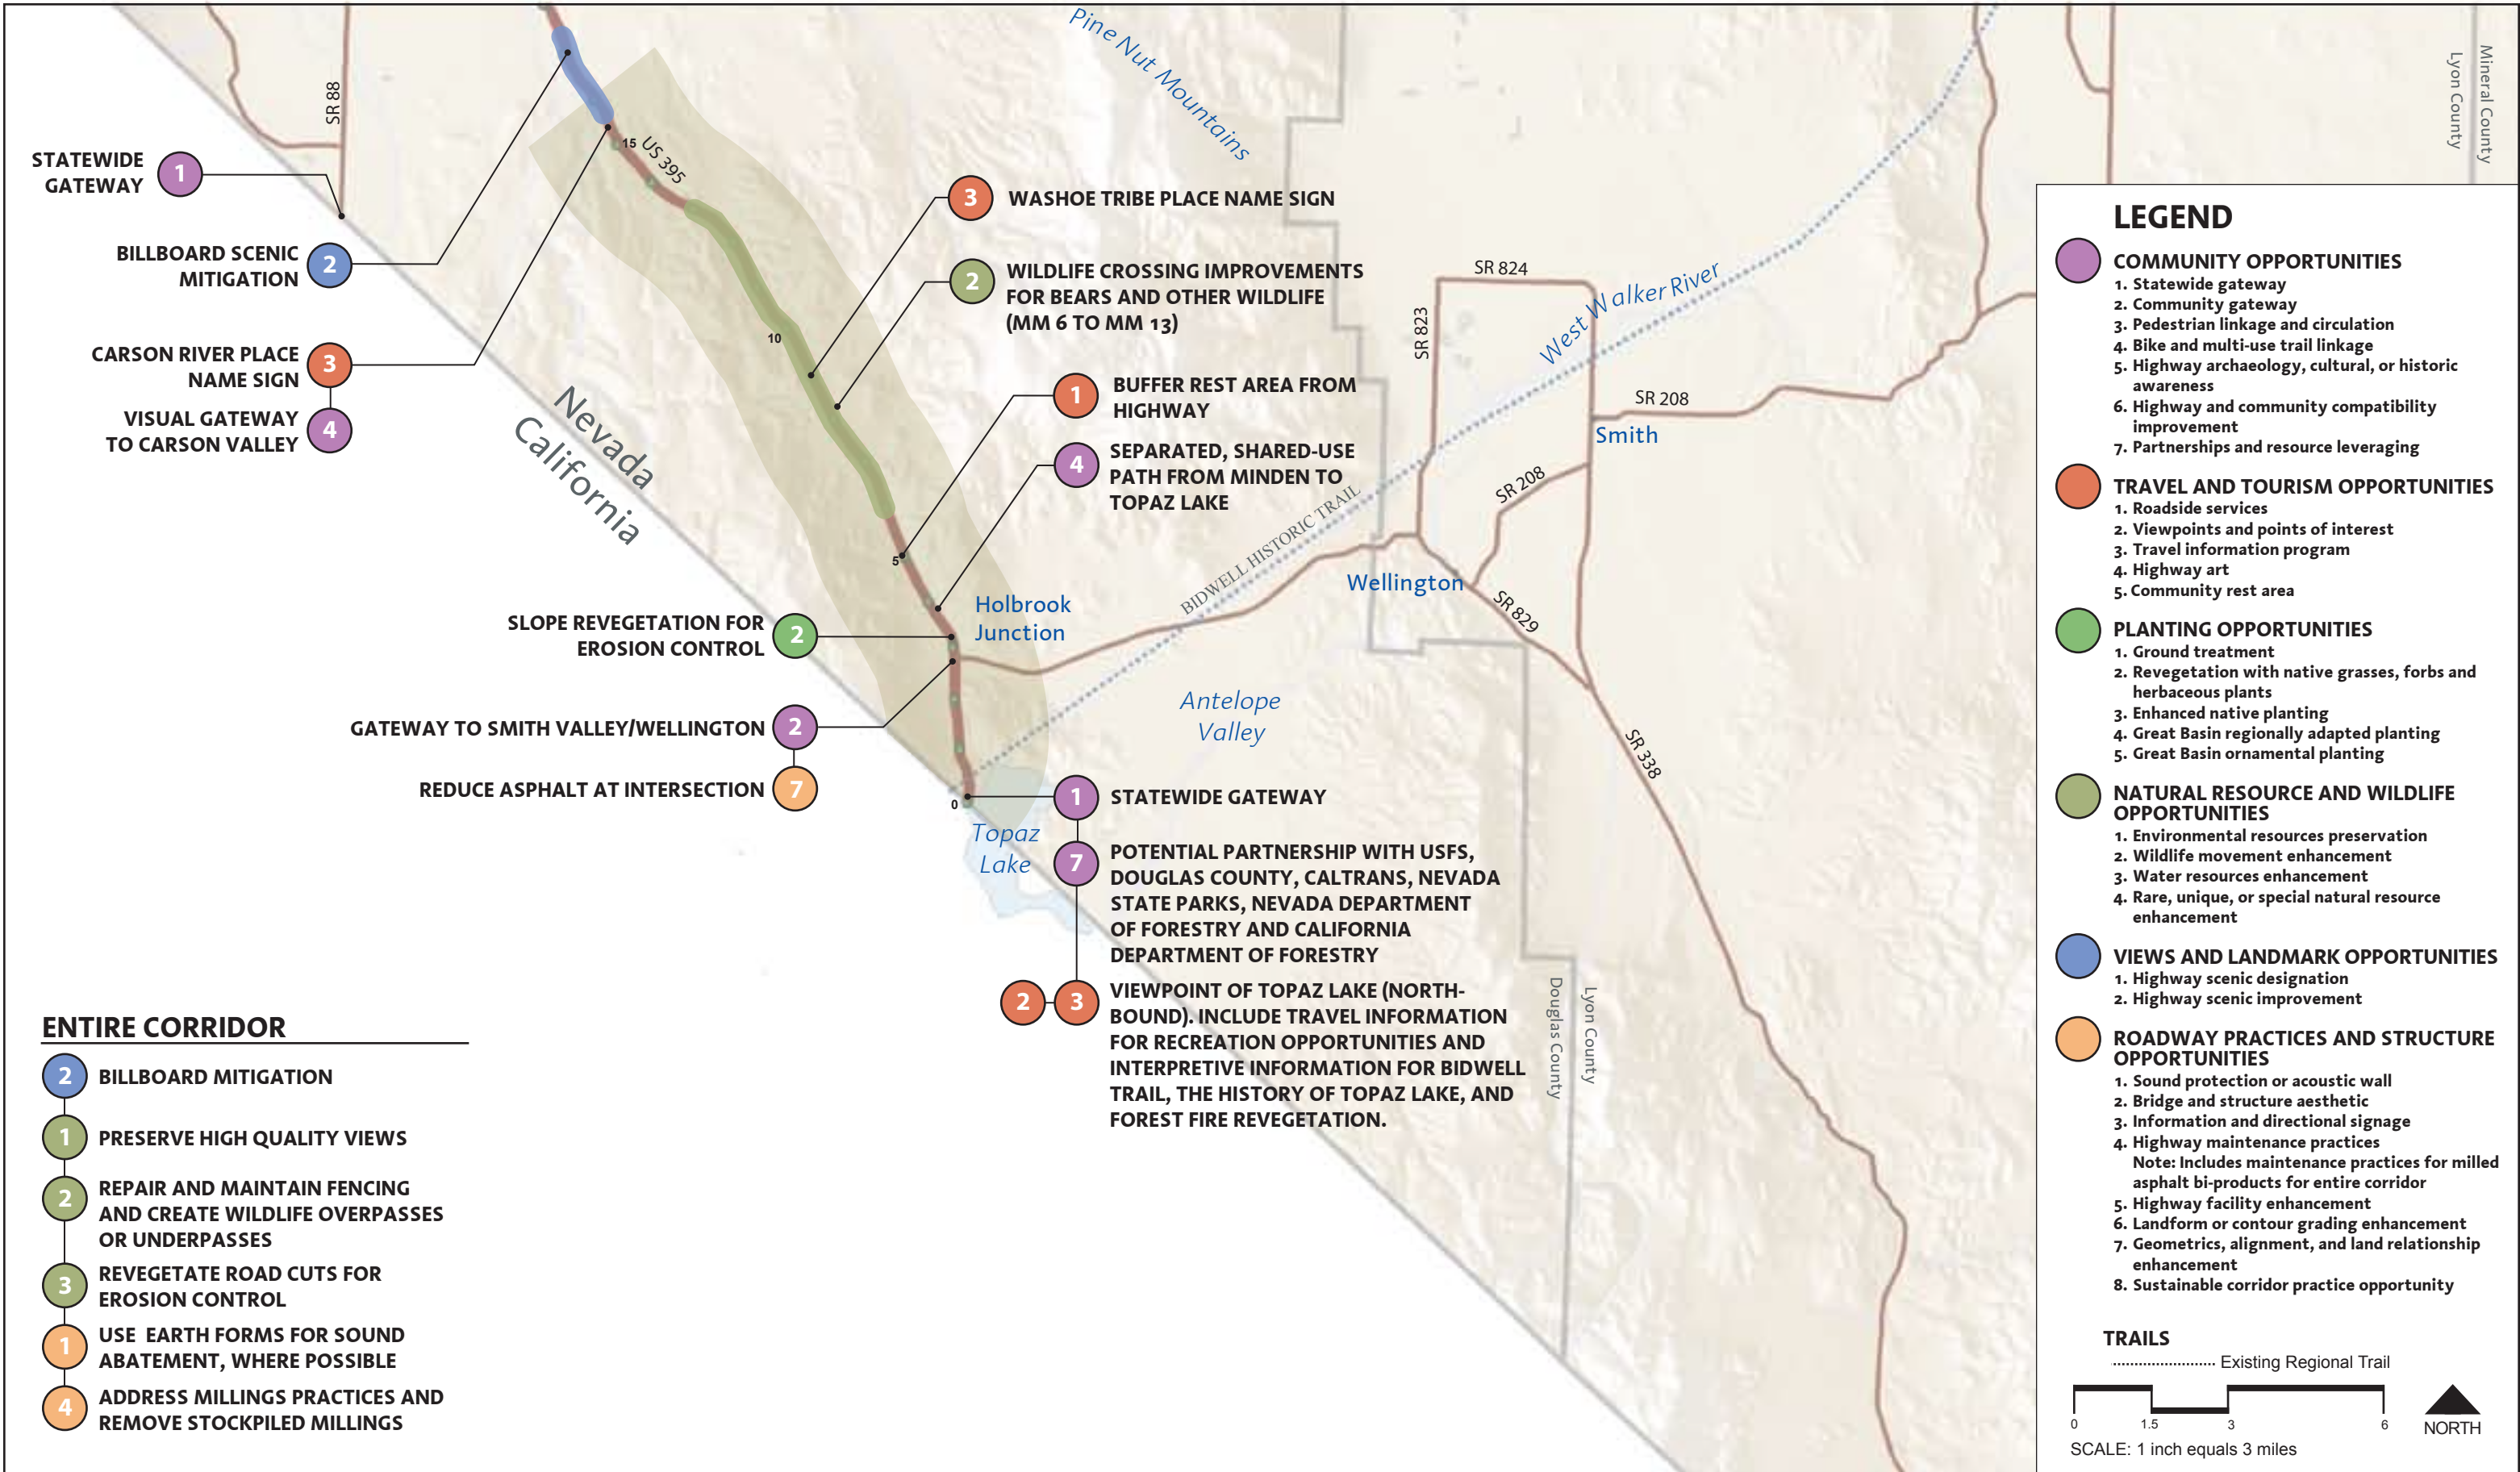 Pine Nut Mountains
Lyon County
Mineral County
SR 88
STATEWIDE
GATEWAY
1
15
US 395
BILLBOARD SCENIC
MITIGATION
2
CARSON RIVER PLACE
NAME SIGN
3
VISUAL GATEWAY
TO CARSON VALLEY
4
3
WASHOE TRIBE PLACE NAME SIGN
2
WILDLIFE CROSSING IMPROVEMENTS
FOR BEARS AND OTHER WILDLIFE
(MM 6 TO MM 13)
10
1
BUFFER REST AREA FROM
HIGHWAY
4
SEPARATED, SHARED-USE
PATH FROM MINDEN TO
TOPAZ LAKE
Nevada
California
5
SR 824
SR 823
West Walker River
SR 208
Smith
SR 208
BIDWELL HISTORIC TRAIL
Wellington
SR 829
Holbrook
Junction
SLOPE REVEGETATION FOR
EROSION CONTROL
2
GATEWAY TO SMITH VALLEY/WELLINGTON
2
REDUCE ASPHALT AT INTERSECTION
7
Antelope
Valley
SR 338
0
Topaz
Lake
1
STATEWIDE GATEWAY
7
POTENTIAL PARTNERSHIP WITH USFS,
DOUGLAS COUNTY, CALTRANS, NEVADA
STATE PARKS, NEVADA DEPARTMENT
OF FORESTRY AND CALIFORNIA
DEPARTMENT OF FORESTRY
2
3
VIEWPOINT OF TOPAZ LAKE (NORTH-
BOUND). INCLUDE TRAVEL INFORMATION
FOR RECREATION OPPORTUNITIES AND
INTERPRETIVE INFORMATION FOR BIDWELL
TRAIL, THE HISTORY OF TOPAZ LAKE, AND
FOREST FIRE REVEGETATION.
Douglas County
Lyon County
ENTIRE CORRIDOR
2
BILLBOARD MITIGATION
1
PRESERVE HIGH QUALITY VIEWS
2
REPAIR AND MAINTAIN FENCING
AND CREATE WILDLIFE OVERPASSES
OR UNDERPASSES
3
REVEGETATE ROAD CUTS FOR
EROSION CONTROL
1
USE EARTH FORMS FOR SOUND
ABATEMENT, WHERE POSSIBLE
4
ADDRESS MILLINGS PRACTICES AND
REMOVE STOCKPILED MILLINGS
LEGEND
COMMUNITY OPPORTUNITIES
1. Statewide gateway
2. Community gateway
3. Pedestrian linkage and circulation
4. Bike and multi-use trail linkage
5. Highway archaeology, cultural, or historic
awareness
6. Highway and community compatibility
improvement
7. Partnerships and resource leveraging
TRAVEL AND TOURISM OPPORTUNITIES
1. Roadside services
2. Viewpoints and points of interest
3. Travel information program
4. Highway art
5. Community rest area
PLANTING OPPORTUNITIES
1. Ground treatment
2. Revegetation with native grasses, forbs and
herbaceous plants
3. Enhanced native planting
4. Great Basin regionally adapted planting
5. Great Basin ornamental planting
NATURAL RESOURCE AND WILDLIFE
OPPORTUNITIES
1. Environmental resources preservation
2. Wildlife movement enhancement
3. Water resources enhancement
4. Rare, unique, or special natural resource
enhancement
VIEWS AND LANDMARK OPPORTUNITIES
1. Highway scenic designation
2. Highway scenic improvement
ROADWAY PRACTICES AND STRUCTURE
OPPORTUNITIES
1. Sound protection or acoustic wall
2. Bridge and structure aesthetic
3. Information and directional signage
4. Highway maintenance practices
Note: Includes maintenance practices for milled
asphalt bi-products for entire corridor
5. Highway facility enhancement
6. Landform or contour grading enhancement
7. Geometrics, alignment, and land relationship
enhancement
8. Sustainable corridor practice opportunity
TRAILS
Existing Regional Trail
0 1.5 3 6
NORTH
SCALE: 1 inch equals 3 miles